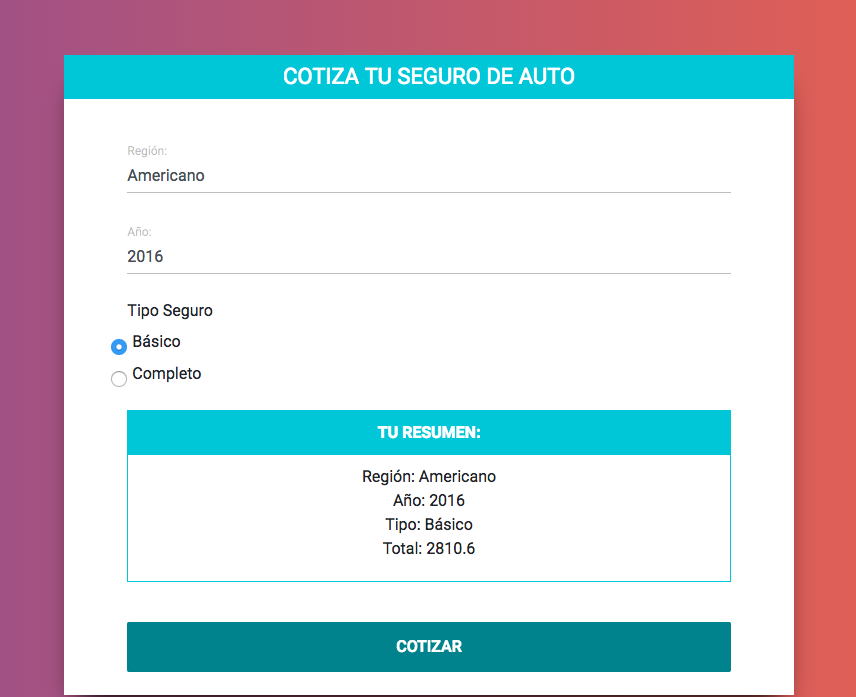 COTIZA TU SEGURO DE AUTO
Región:
Americano
Año:
2016
Tipo Seguro
Básico
Completo
TU RESUMEN:
Región: Americano
Año: 2016
Tipo: Básico
Total: 2810.6
COTIZAR